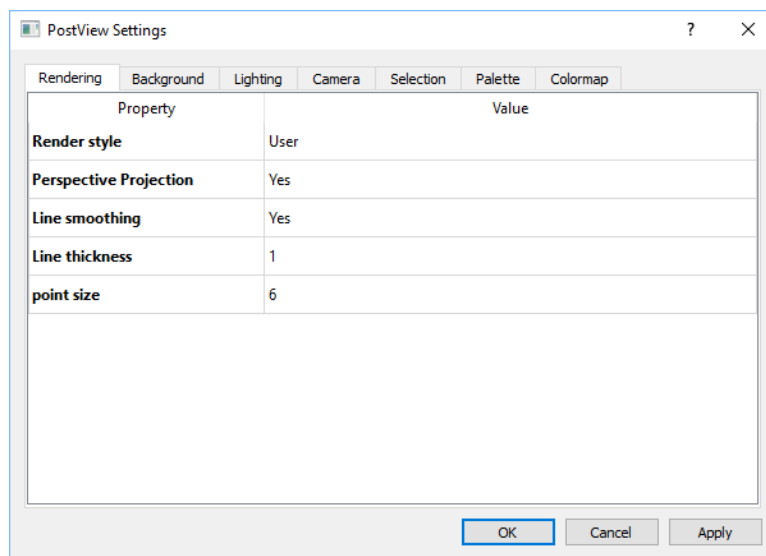 PostView Settings ?
Rendering Background Lighting Camera Selection Palette Colormap
Property Value
Render style User
Perspective Projection Yes
Line smoothing Yes
Line thickness 1
point size 6
OK Cancel Apply